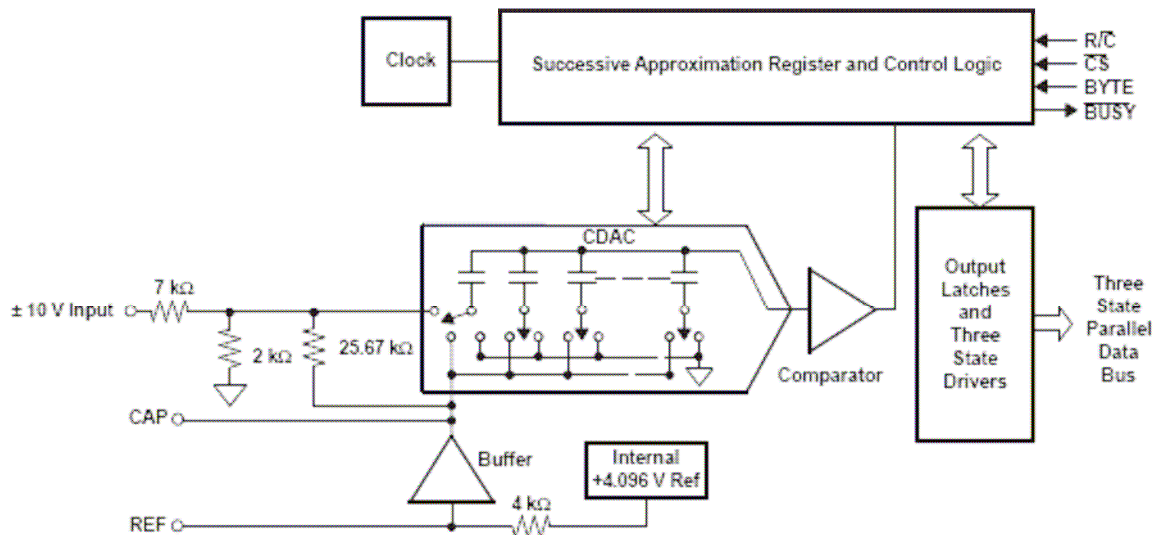 Clock
Successive Approximation Register and Control Logic
R/C̅
C̅S̅
BYTE
B̅U̅S̅Y̅
CDAC
± 10 V Input
7 kΩ
2 kΩ
25.67 kΩ
Comparator
Output
Latches
and
Three
State
Drivers
Three
State
Parallel
Data
Bus
CAP
Buffer
Internal
+4.096 V Ref
4 kΩ
REF